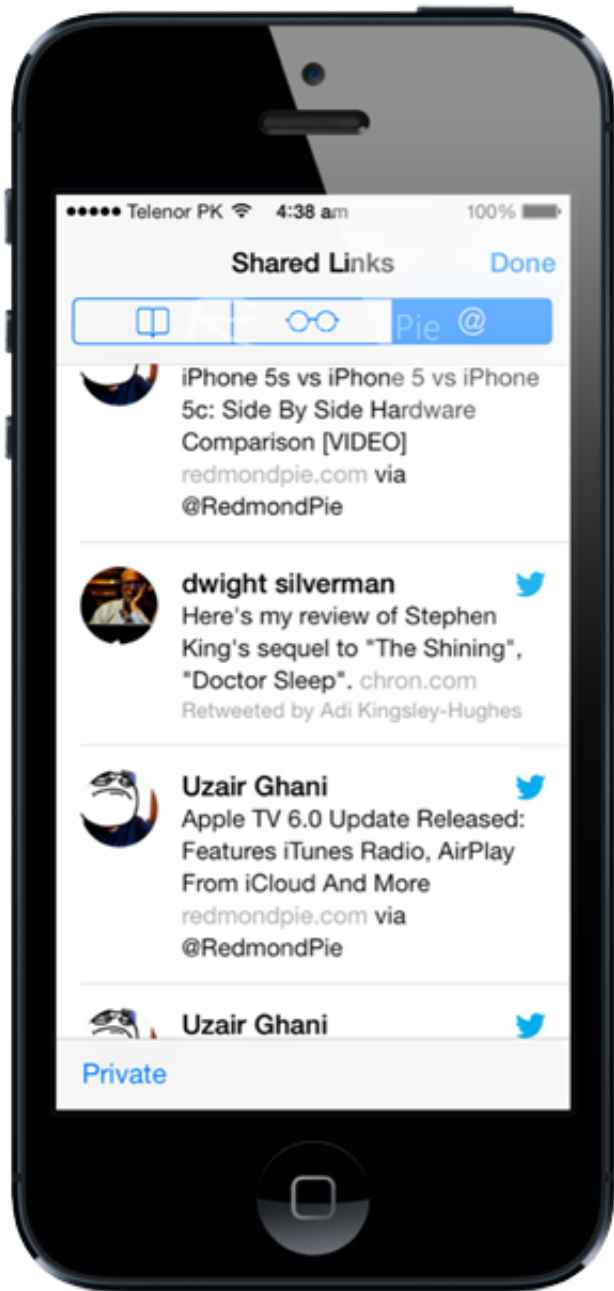 Telenor PK 4:38 am 100%
Shared Links Done
Pie @
iPhone 5s vs iPhone 5 vs iPhone
5c: Side By Side Hardware
Comparison [VIDEO]
redmondpie.com via
@RedmondPie
dwight silverman
Here's my review of Stephen
King's sequel to "The Shining",
"Doctor Sleep". chron.com
Retweeted by Adi Kingsley-Hughes
Uzair Ghani
Apple TV 6.0 Update Released:
Features iTunes Radio, AirPlay
From iCloud And More
redmondpie.com via
@RedmondPie
Uzair Ghani
Private